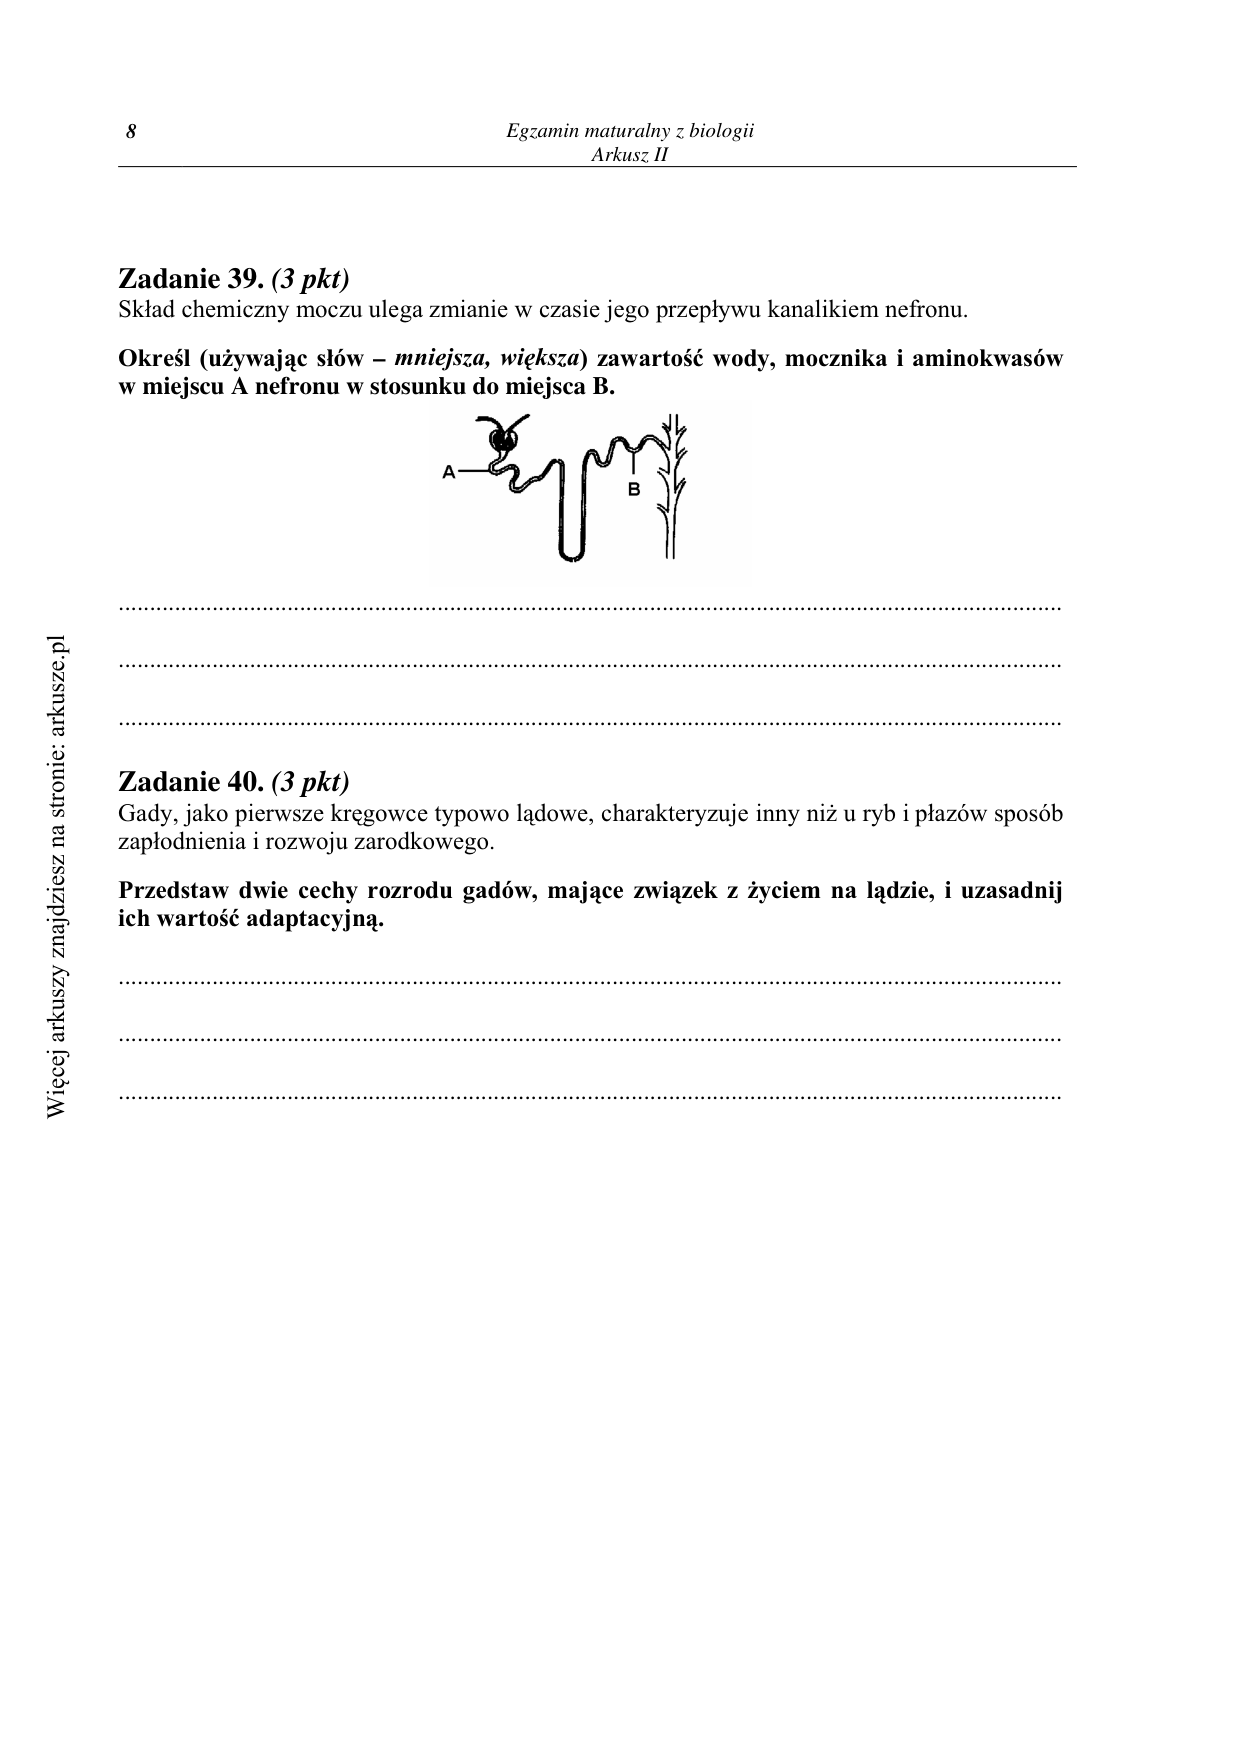 8
Egzamin maturalny z biologii
Arkusz II
Zadanie 39. (3 pkt)
Skład chemiczny moczu ulega zmianie w czasie jego przepływu kanalikiem nefronu.
Określ (używając słów – mniejsza, większa) zawartość wody, mocznika i aminokwasów
w miejscu A nefronu w stosunku do miejsca B.
A
B
Zadanie 40. (3 pkt)
Gady, jako pierwsze kręgowce typowo lądowe, charakteryzuje inny niż u ryb i płazów sposób
zapłodnienia i rozwoju zarodkowego.
Przedstaw dwie cechy rozrodu gadów, mające związek z życiem na lądzie, i uzasadnij
ich wartość adaptacyjną.
Więcej arkuszy znajdziesz na stronie: arkusze.pl